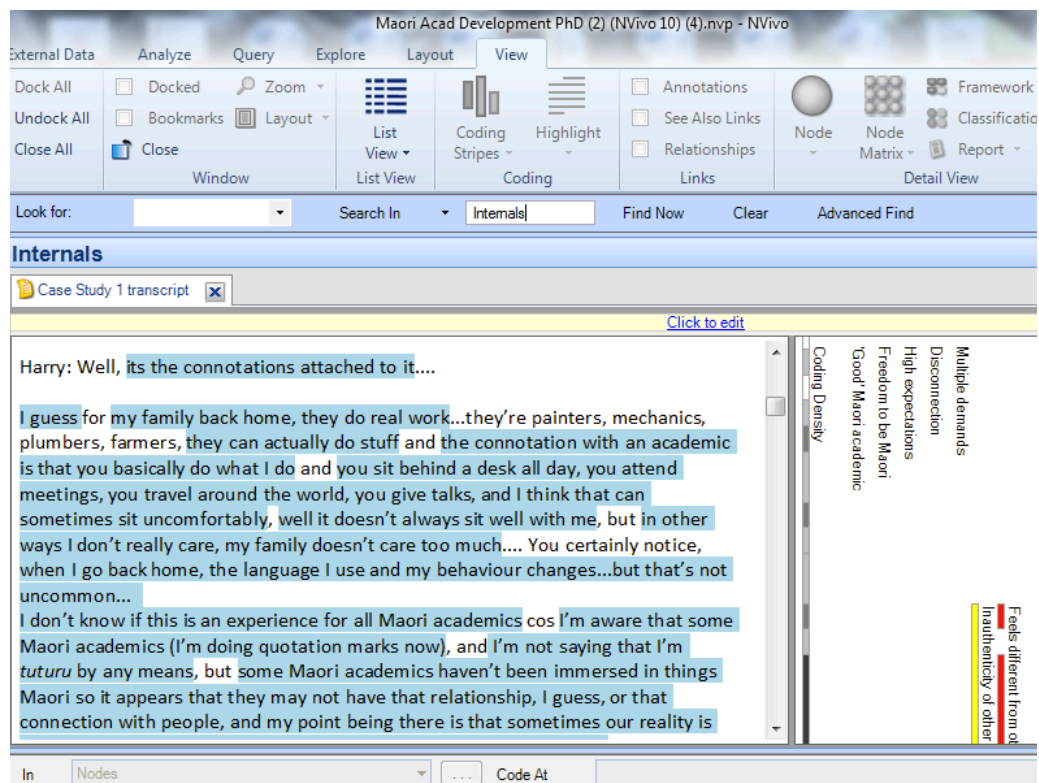 Maori Acad Development PhD (2) (NVivo 10) (4).nvp - NVivo
External Data Analyze Query Explore Layout View
Dock All Docked Zoom Annotations Framework
Undock All Bookmarks Layout List View Coding Stripes Highlight See Also Links Node Node Matrix
Close All Close Relationships Report
Window List View Coding Links Detail View
Look for: Search In Internals Find Now Clear Advanced Find
Internals
Case Study 1 transcript
Click to edit
Harry: Well, its the connotations attached to it....
I guess for my family back home, they do real work...they're painters, mechanics,
plumbers, farmers, they can actually do stuff and the connotation with an academic
is that you basically do what I do and you sit behind a desk all day, you attend
meetings, you travel around the world, you give talks, and I think that can
sometimes sit uncomfortably, well it doesn't always sit well with me, but in other
ways I don't really care, my family doesn't care too much.... You certainly notice,
when I go back home, the language I use and my behaviour changes...but that's not
uncommon...
I don't know if this is an experience for all Maori academics cos I'm aware that some
Maori academics (I'm doing quotation marks now), and I'm not saying that I'm
tuturu by any means, but some Maori academics haven't been immersed in things
Maori so it appears that they may not have that relationship, I guess, or that
connection with people, and my point being there is that sometimes our reality is
Coding Density
'Good' Maori academic
Freedom to be Maori
High expectations
Disconnection
Multiple demands
Inauthenticity of other
Feels different from
In Nodes ... Code At